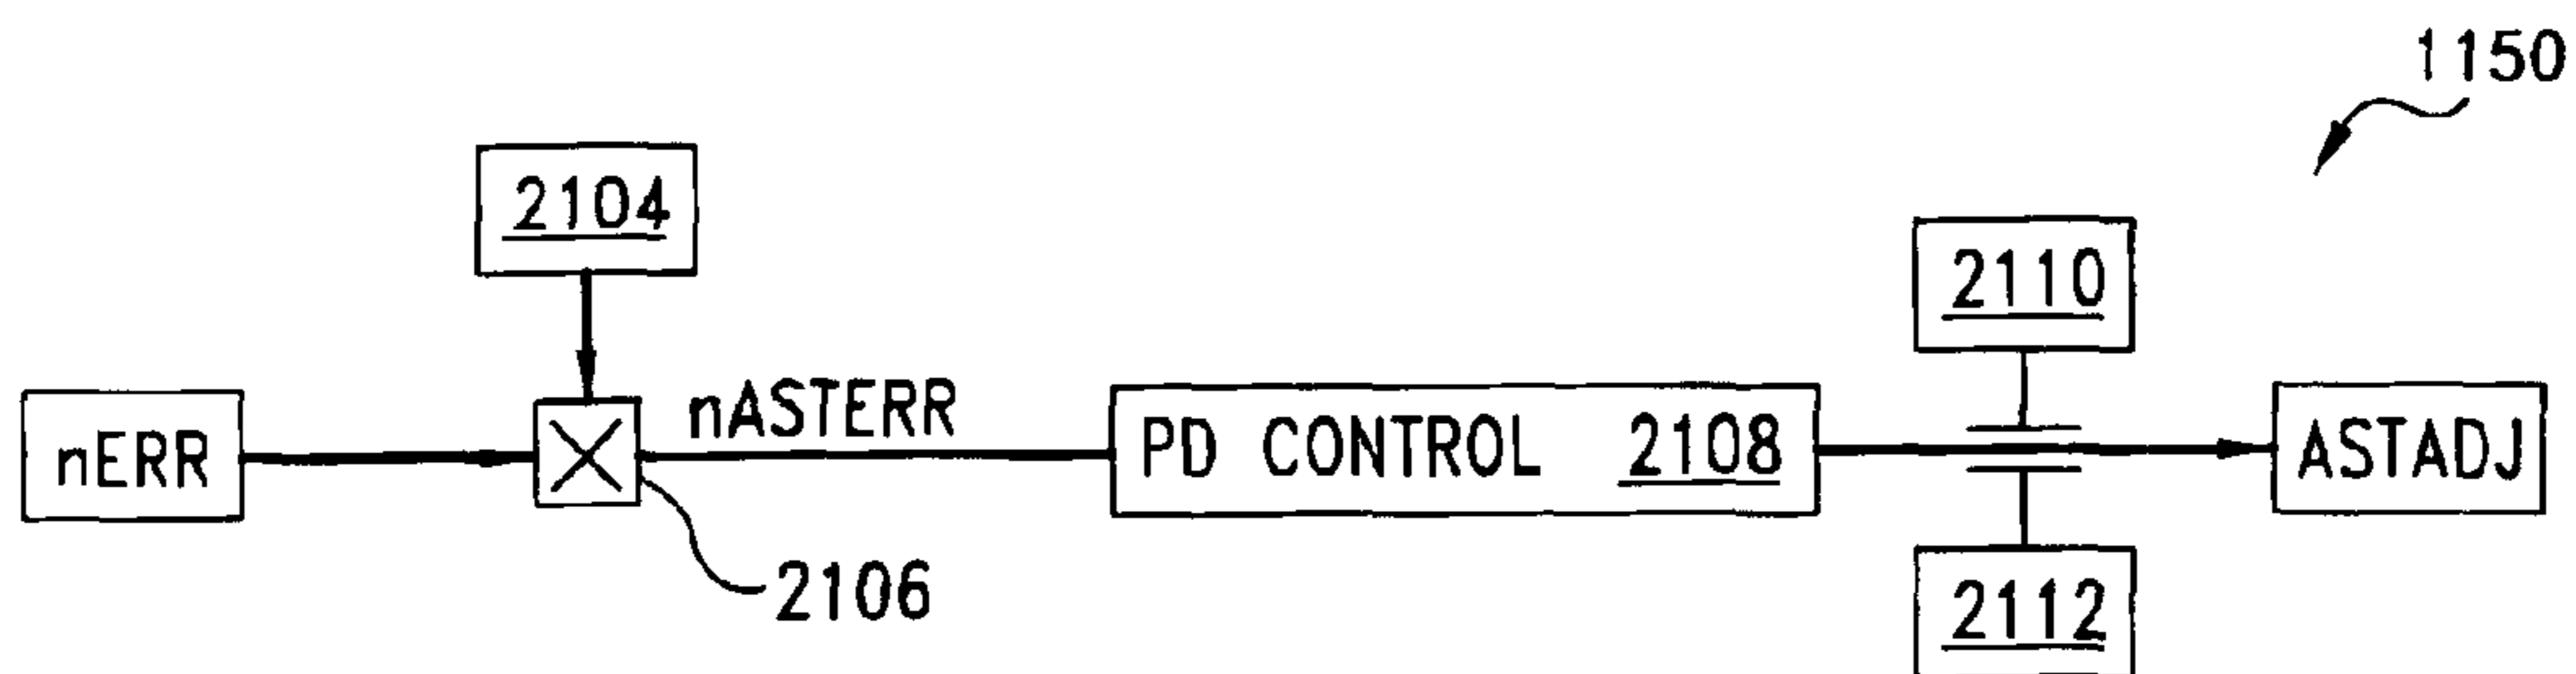 1150
2104
2110
nERR
nASTERR
PD CONTROL 2108
ASTADJ
2106
2112